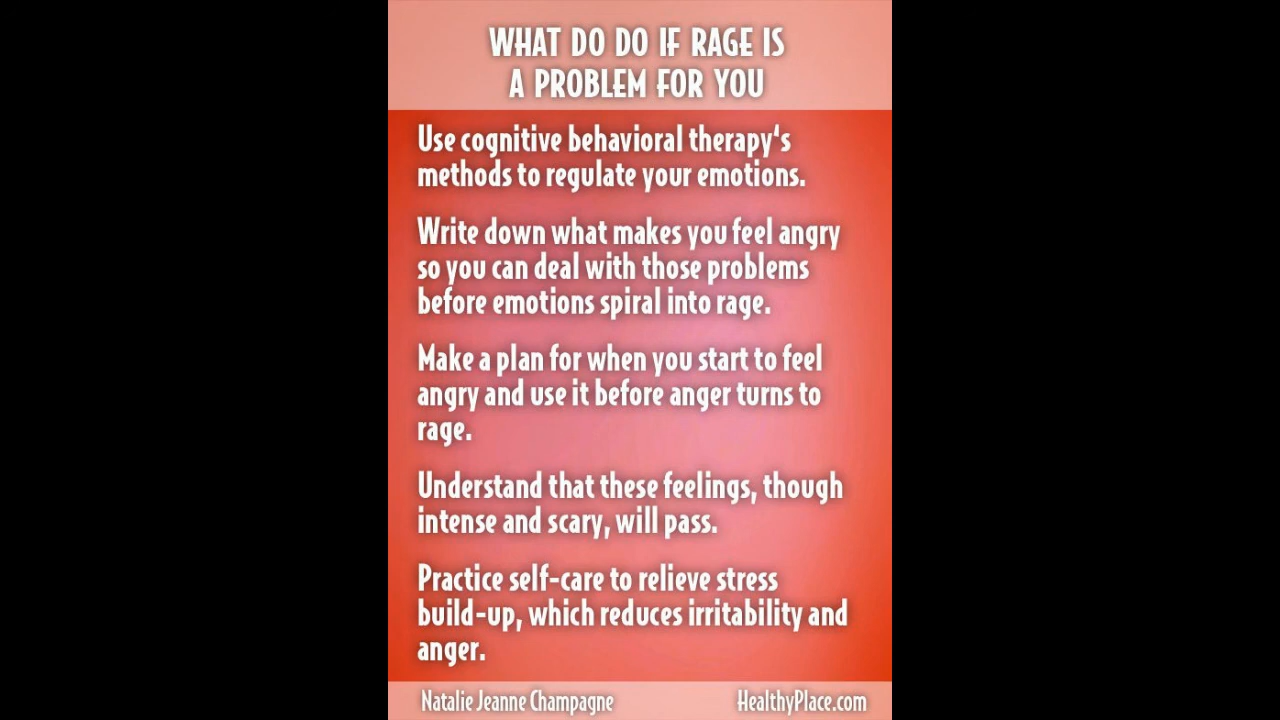 WHAT DO DO IF RAGE IS
A PROBLEM FOR YOU
Use cognitive behavioral therapy‘s
methods to regulate your emotions.
Write down what makes you feel angry
so you can deal with those problems
before emotions spiral into rage.
Make a plan for when you start to feel
angry and use it before anger turns to
rage.
Understand that these feelings, though
intense and scary, will pass.
Practice self-care to relieve stress
build-up, which reduces irritability and
anger.
Natalie Jeanne Champagne
HealthyPlace.com